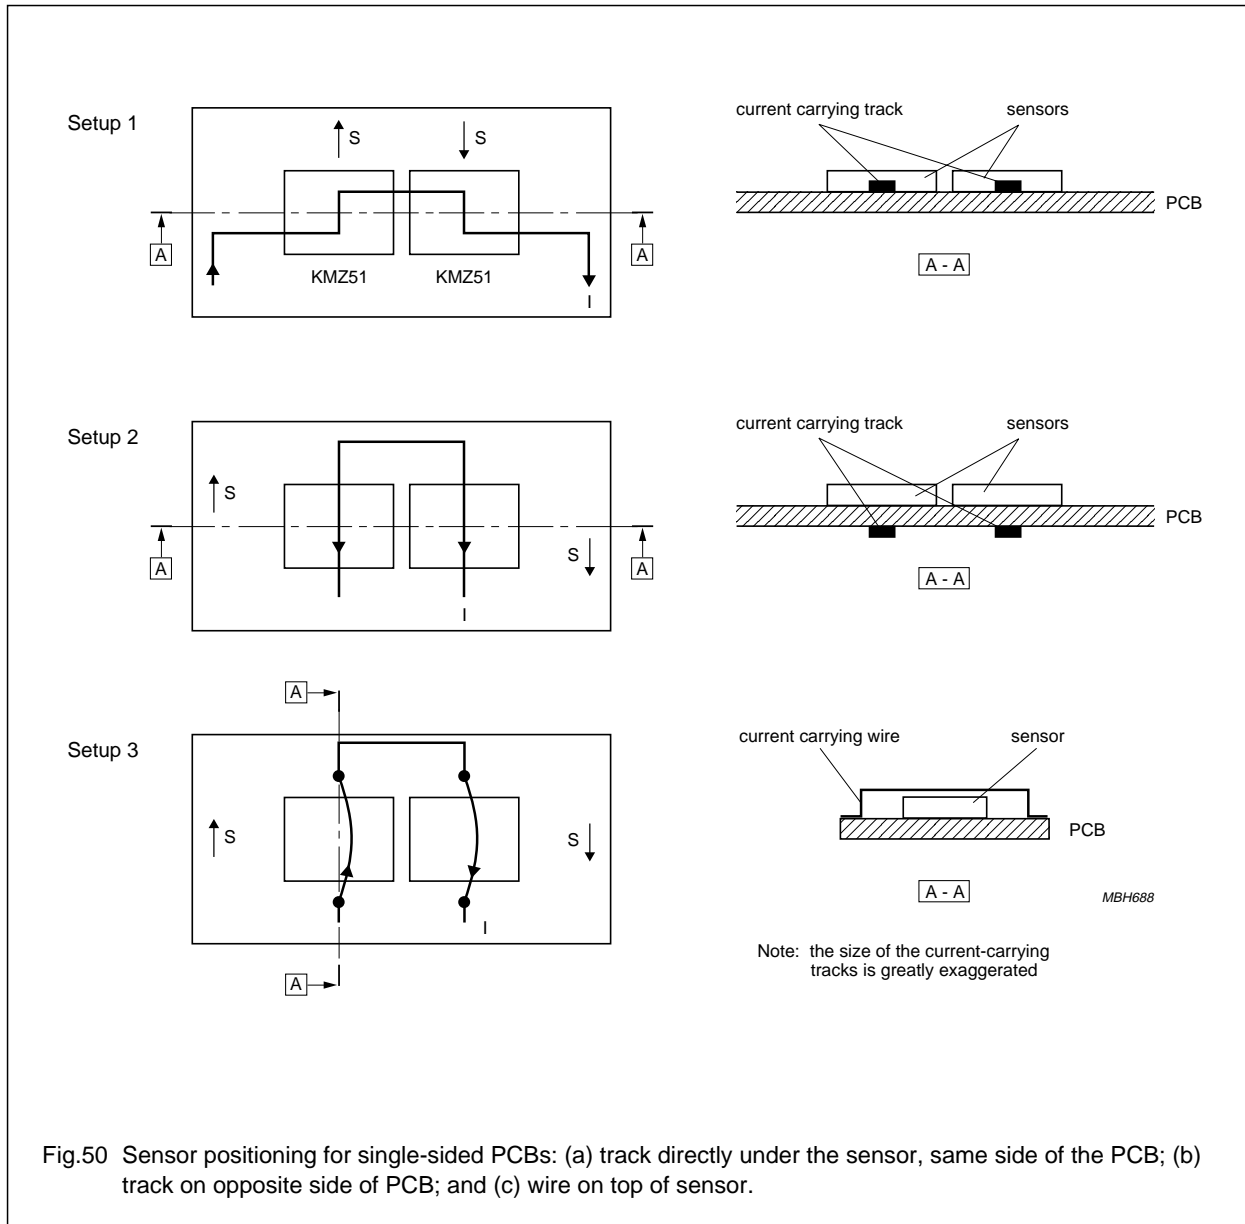 Setup 1
S
S
A
A
KMZ51
KMZ51
I
current carrying track
sensors
PCB
A - A
Setup 2
S
A
S
A
I
current carrying track
sensors
PCB
A - A
A
Setup 3
S
S
I
A
current carrying wire
sensor
PCB
A - A
MBH688
Note: the size of the current-carrying
tracks is greatly exaggerated
Fig.50 Sensor positioning for single-sided PCBs: (a) track directly under the sensor, same side of the PCB; (b)
track on opposite side of PCB; and (c) wire on top of sensor.